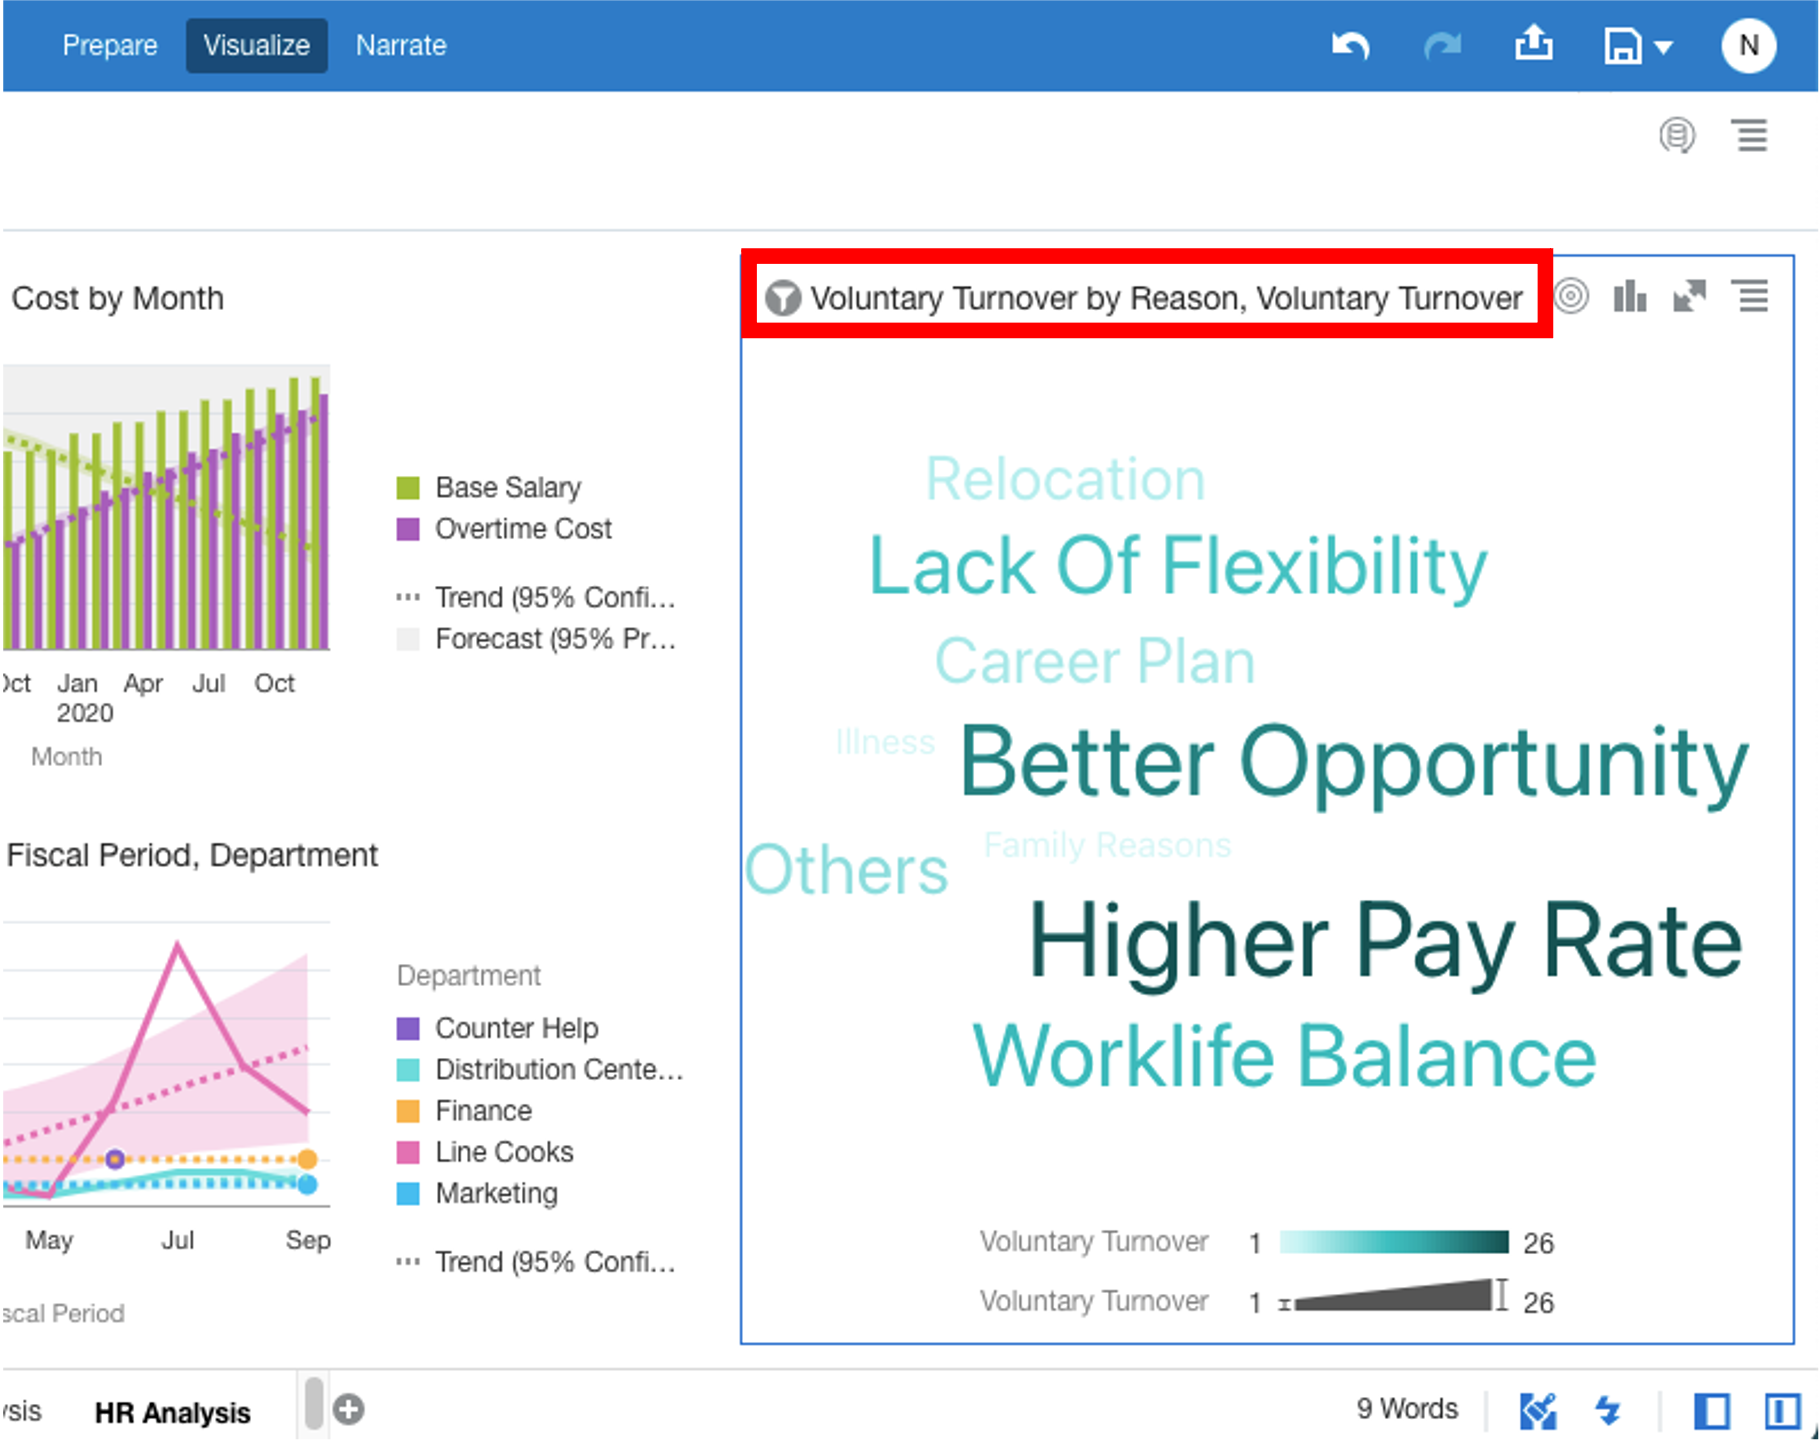 Prepare Visualize Narrate
N
Cost by Month
Voluntary Turnover by Reason, Voluntary Turnover
Base Salary
Overtime Cost
Trend (95% Confi...
Forecast (95% Pr...
Oct Jan Apr Jul Oct
2020
Month
Relocation
Lack Of Flexibility
Career Plan
Illness
Better Opportunity
Family Reasons
Others
Higher Pay Rate
Worklife Balance
Voluntary Turnover 1 26
Voluntary Turnover 1 26
Fiscal Period, Department
Department
Counter Help
Distribution Cente...
Finance
Line Cooks
Marketing
Trend (95% Confi...
May Jul Sep
scal Period
ysis HR Analysis
9 Words